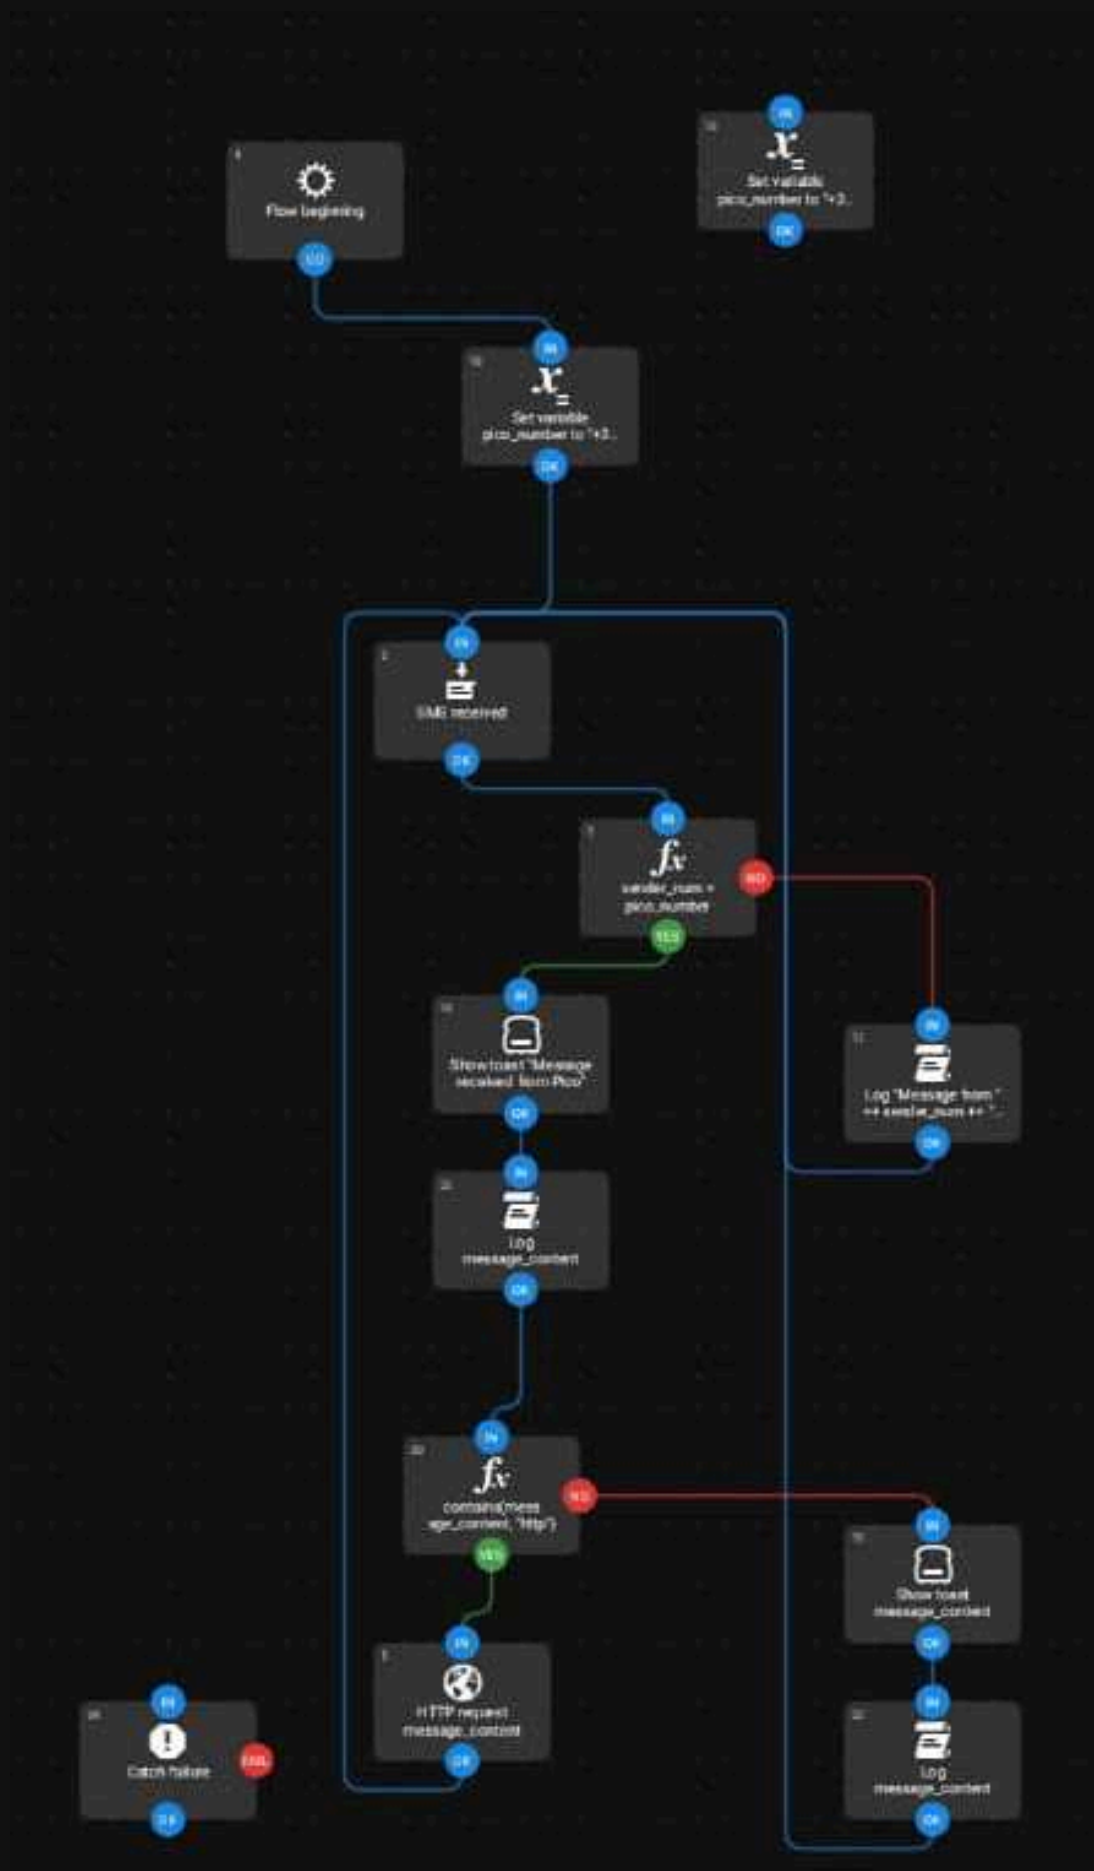 IN
Set variable
pico_number to "+3...
OK
Flow beginning
IN
Set variable
pico_number to "+3...
OK
IN
SMS received
OK
IN
sender_num =
pico_number
NO
YES
IN
Show toast "Message
received from Pico"
OK
IN
Log "Message from "
++ sender_num ++ "...
OK
IN
Log
message_content
OK
IN
contains(mess
age_content, "http")
NO
YES
IN
Show toast
message_content
OK
IN
HTTP request
message_content
OK
IN
Catch failure
FAIL
OK
IN
Log
message_content
OK